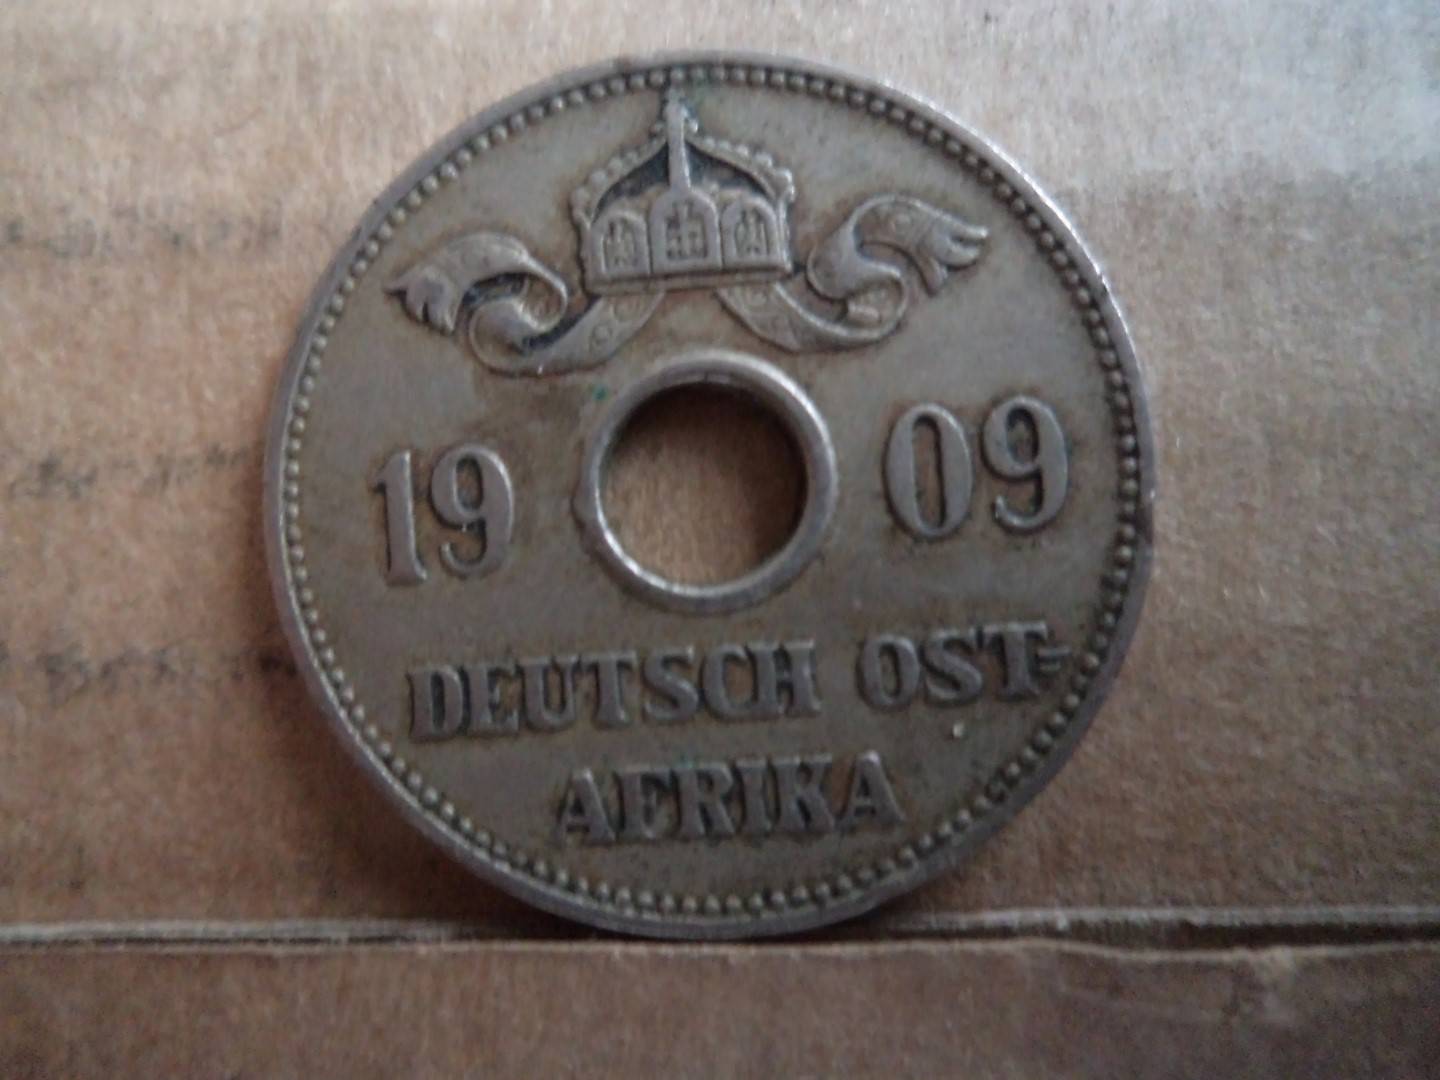 19 09
DEUTSCH OST-
AFRIKA